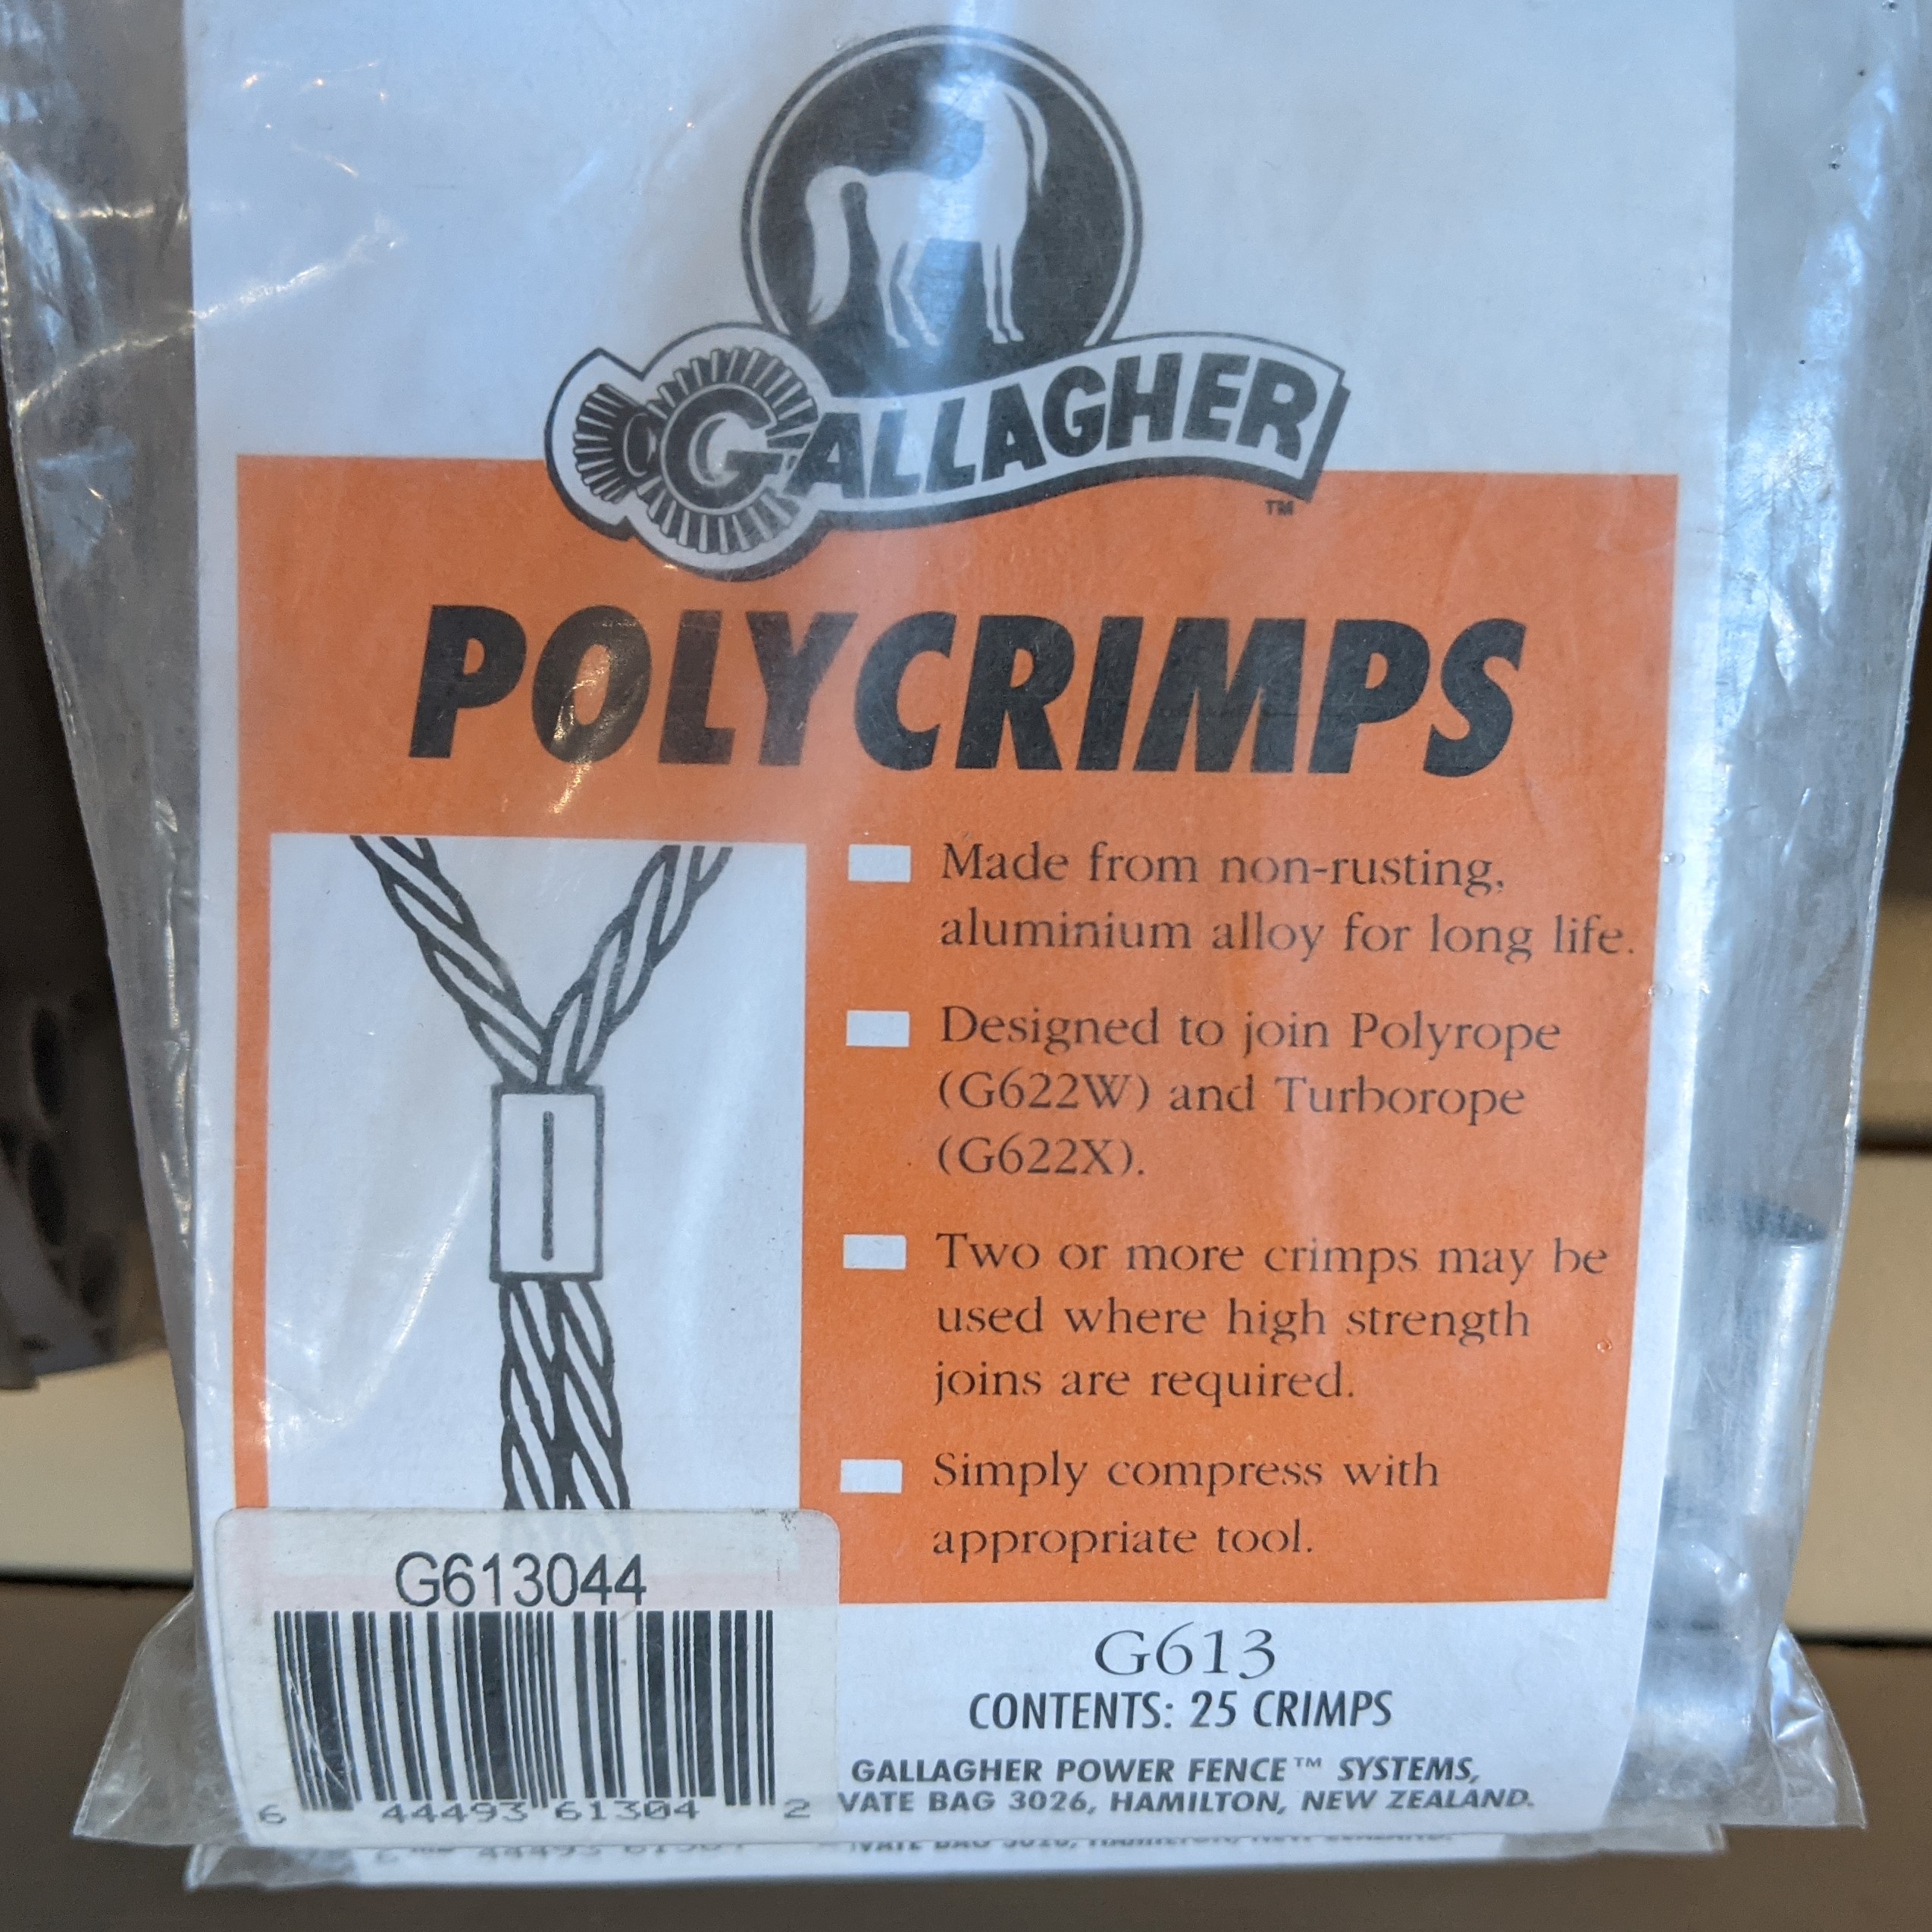 GALLAGHER
TM
POLYCRIMPS
Made from non-rusting,
aluminium alloy for long life.
Designed to join Polyrope
(G622W) and Turborope
(G622X).
Two or more crimps may be
used where high strength
joins are required.
Simply compress with
appropriate tool.
G613044
6 44493 61304 2
G613
CONTENTS: 25 CRIMPS
GALLAGHER POWER FENCE™ SYSTEMS,
VATE BAG 3026, HAMILTON, NEW ZEALAND.